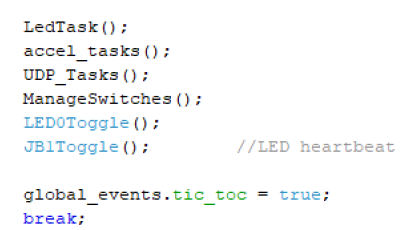 LedTask();
accel_tasks();
UDP_Tasks();
ManageSwitches();
LED0Toggle();
JB1Toggle();        //LED heartbeat

global_events.tic_toc = true;
break;